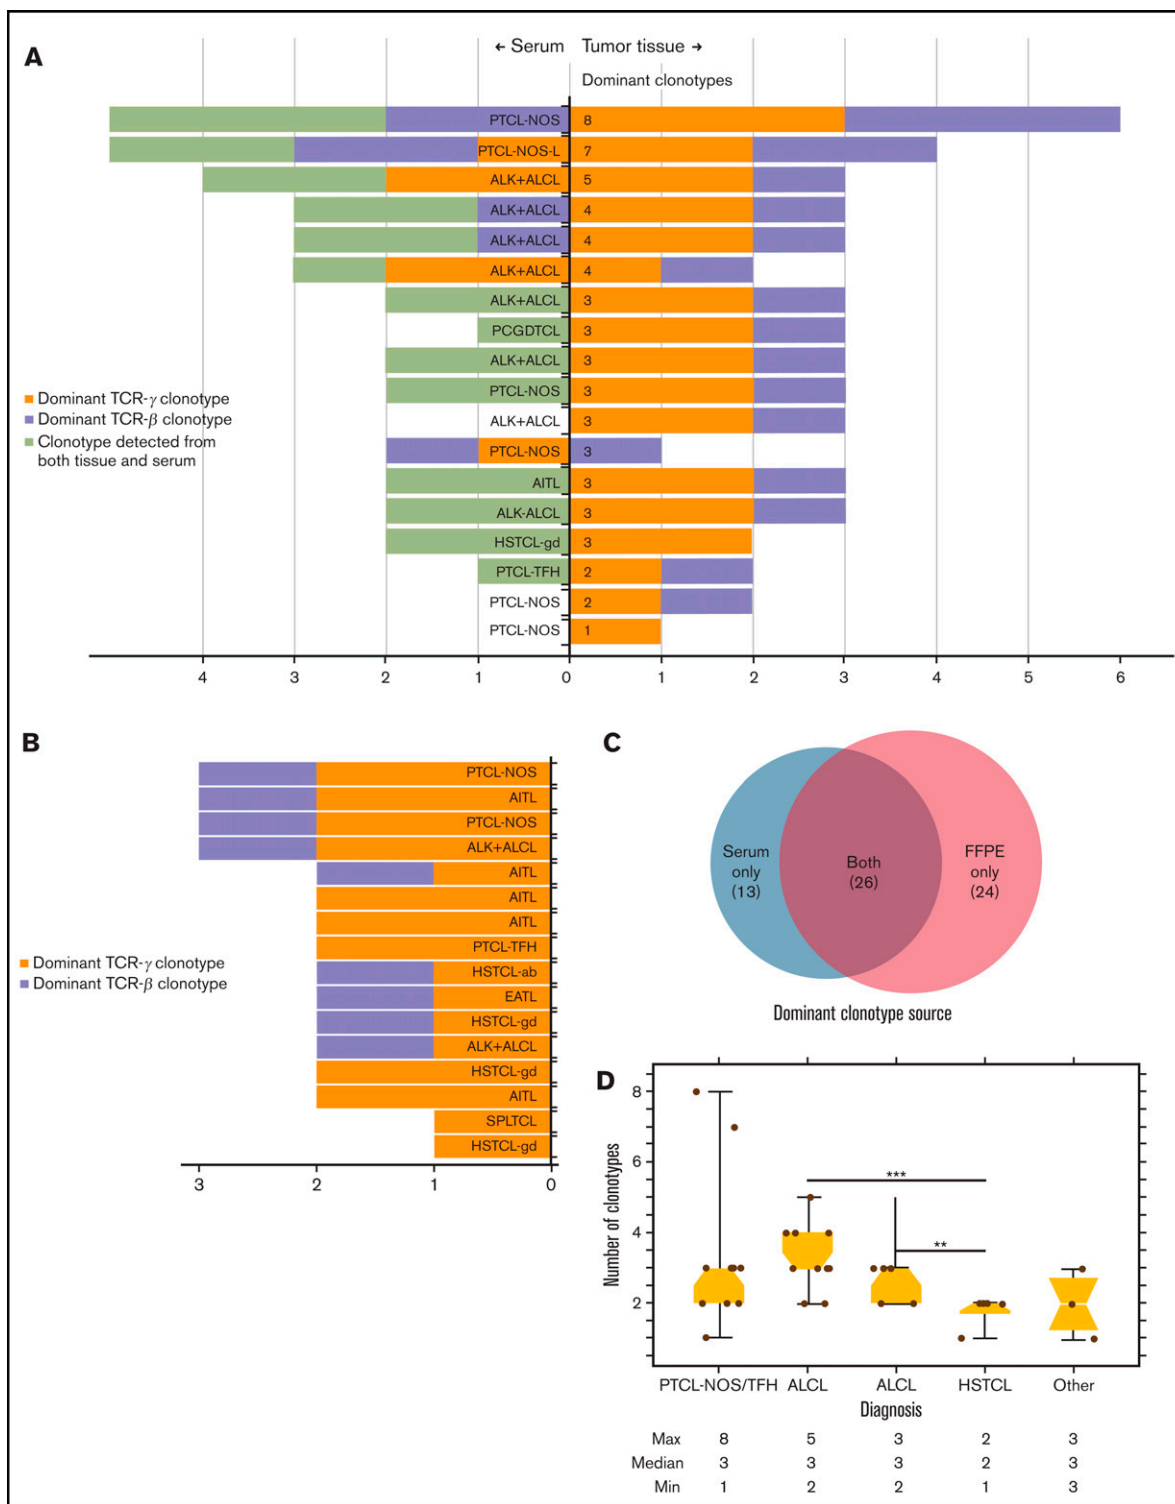 A
← Serum Tumor tissue →
Dominant clonotypes
PTCL-NOS 8
PTCL-NOS-L 7
ALK+ALCL 5
ALK+ALCL 4
ALK+ALCL 4
ALK+ALCL 4
ALK+ALCL 3
PCGDTCL 3
ALK+ALCL 3
PTCL-NOS 3
ALK+ALCL 3
PTCL-NOS 3
AITL 3
ALK-ALCL 3
HSTCL-gd 3
PTCL-TFH 2
PTCL-NOS 2
PTCL-NOS 1
Dominant TCR-γ clonotype
Dominant TCR-β clonotype
Clonotype detected from
both tissue and serum
4 3 2 1 0 1 2 3 4 5 6
B
PTCL-NOS
AITL
PTCL-NOS
ALK+ALCL
AITL
AITL
AITL
PTCL-TFH
HSTCL-ab
EATL
HSTCL-gd
ALK+ALCL
HSTCL-gd
AITL
SPLTCL
HSTCL-gd
Dominant TCR-γ clonotype
Dominant TCR-β clonotype
3 2 1 0
C
Serum
only
(13)
Both
(26)
FFPE
only
(24)
Dominant clonotype source
D
Number of clonotypes
8
6
4
2
***
**
PTCL-NOS/TFH ALCL ALCL HSTCL Other
Diagnosis
Max 8 5 3 2 3
Median 3 3 3 2 3
Min 1 2 2 1 3